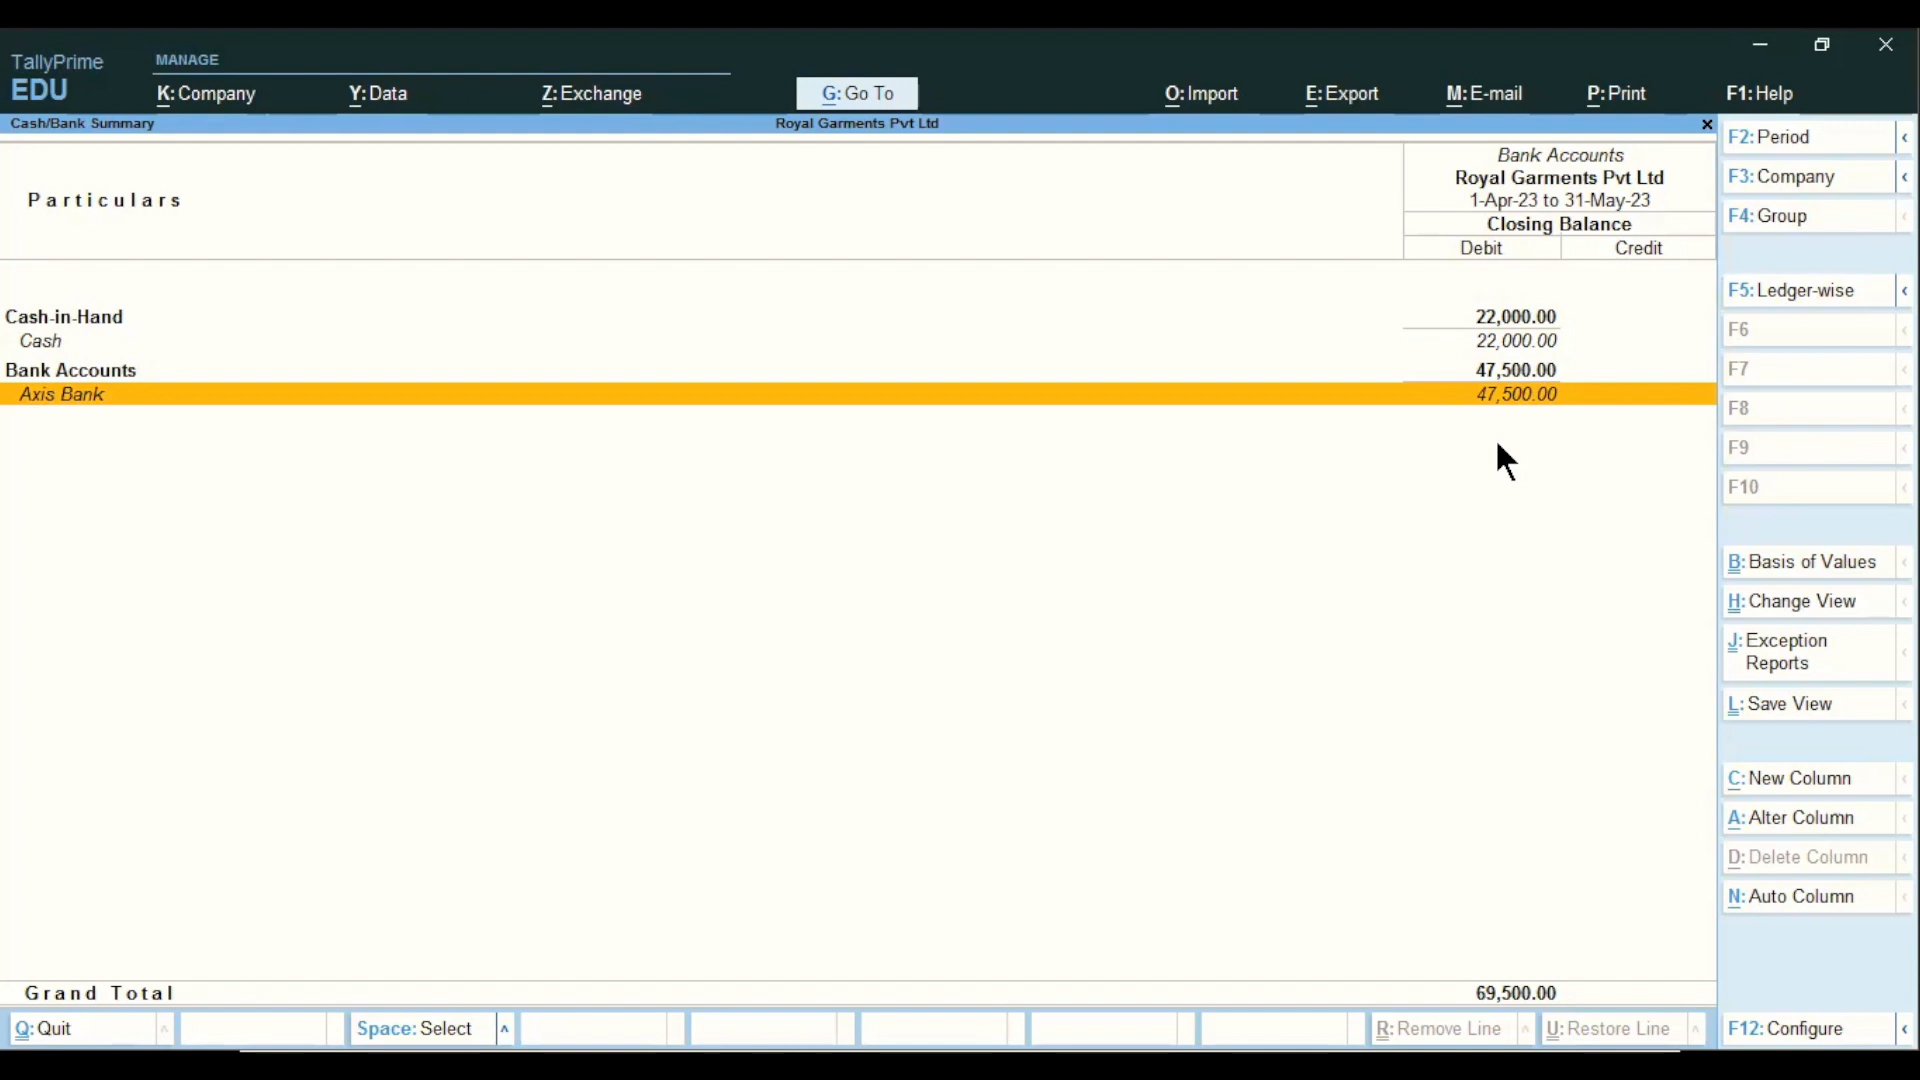 TallyPrime
EDU
MANAGE
K: Company
Y: Data
Z: Exchange
G: Go To
O: Import
E: Export
M: E-mail
P: Print
F1: Help
Cash/Bank Summary
Royal Garments Pvt Ltd
Particulars
Bank Accounts
Royal Garments Pvt Ltd
1-Apr-23 to 31-May-23
Closing Balance
Debit Credit
Cash-in-Hand 22,000.00
Cash 22,000.00
Bank Accounts 47,500.00
Axis Bank 47,500.00
Grand Total 69,500.00
F2: Period
F3: Company
F4: Group
F5: Ledger-wise
F6
F7
F8
F9
F10
B: Basis of Values
H: Change View
J: Exception
Reports
L: Save View
C: New Column
A: Alter Column
D: Delete Column
N: Auto Column
Q: Quit
Space: Select
R: Remove Line
U: Restore Line
F12: Configure